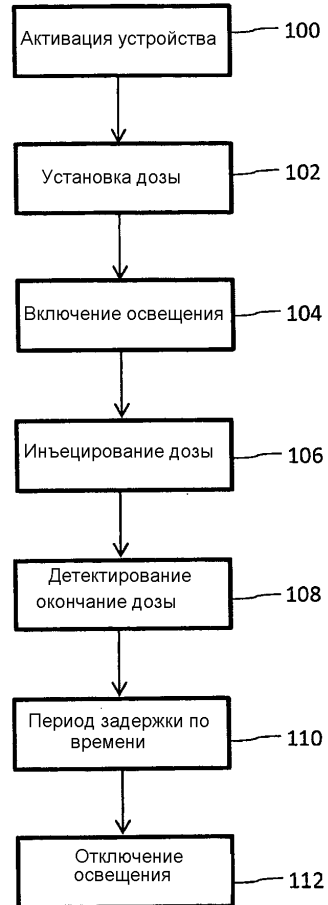 Активация устройства
100
Установка дозы
102
Включение освещения
104
Инъецирование дозы
106
Детектирование
окончание дозы
108
Период задержки по
времени
110
Отключение
освещения
112